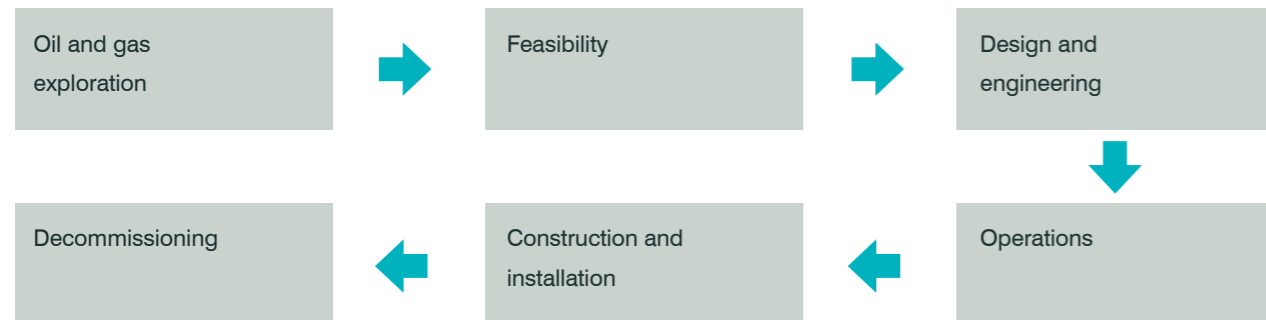 Oil and gas
exploration
Feasibility
Design and
engineering
Operations
Construction and
installation
Decommissioning